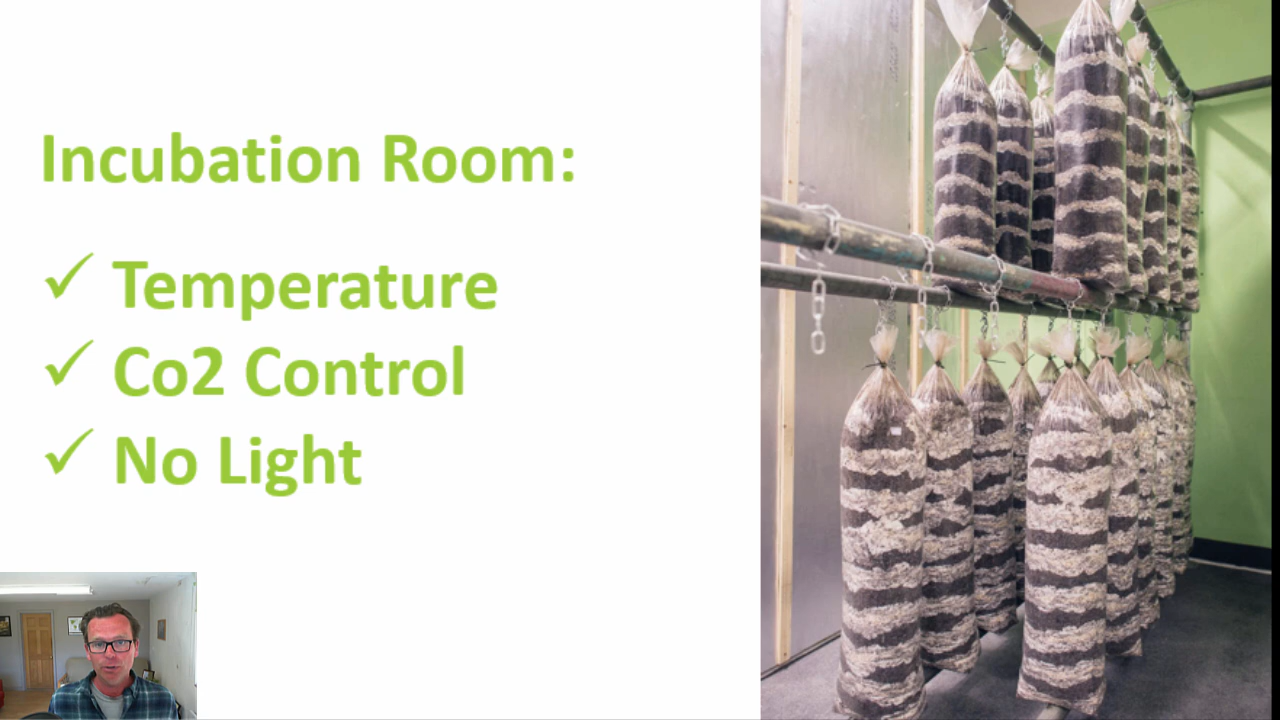 Incubation Room:
✓ Temperature
✓ Co2 Control
✓ No Light